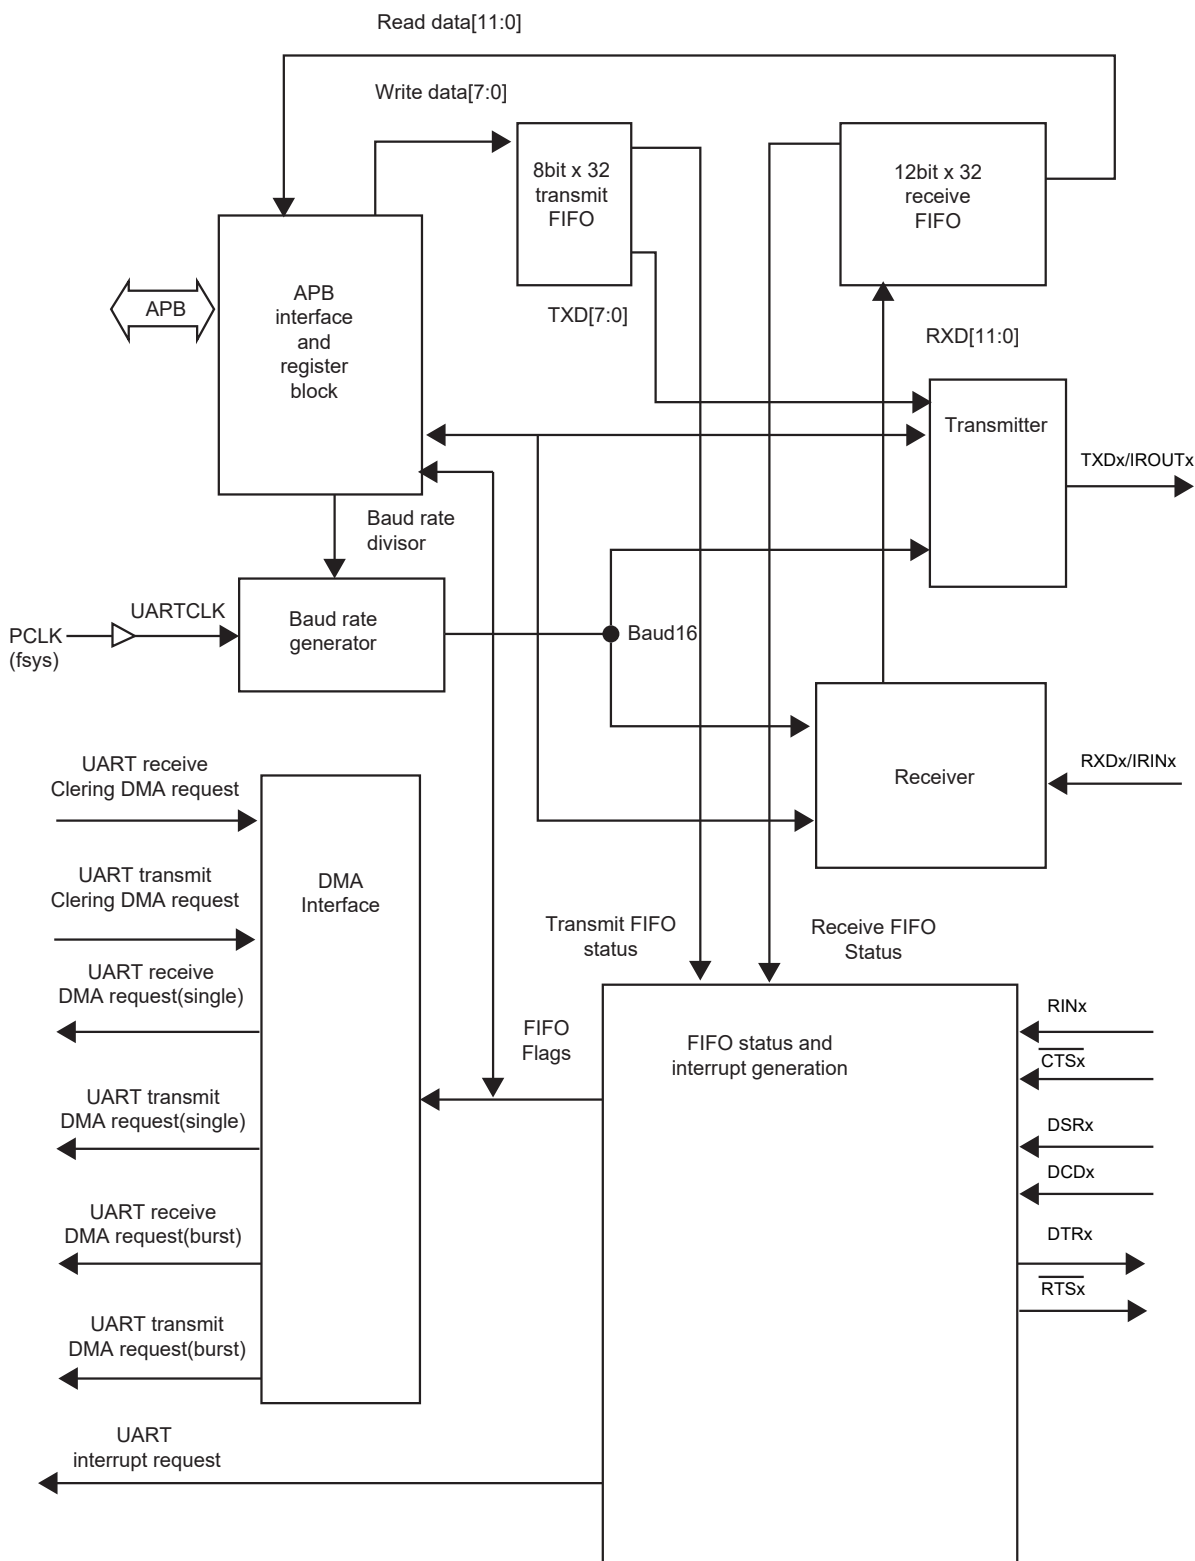 Read data[11:0]
Write data[7:0]
8bit x 32
transmit
FIFO
12bit x 32
receive
FIFO
APB
APB
interface
and
register
block
TXD[7:0]
RXD[11:0]
Transmitter
TXDx/IROUTx
Baud rate
divisor
UARTCLK
PCLK
(fsys)
Baud rate
generator
Baud16
UART receive
Clering DMA request
Receiver
RXDx/IRINx
UART transmit
Clering DMA request
DMA
Interface
Transmit FIFO
status
Receive FIFO
Status
UART receive
DMA request(single)
FIFO
Flags
FIFO status and
interrupt generation
RINx
CTSx
UART transmit
DMA request(single)
DSRx
DCDx
UART receive
DMA request(burst)
DTRx
RTSx
UART transmit
DMA request(burst)
UART
interrupt request